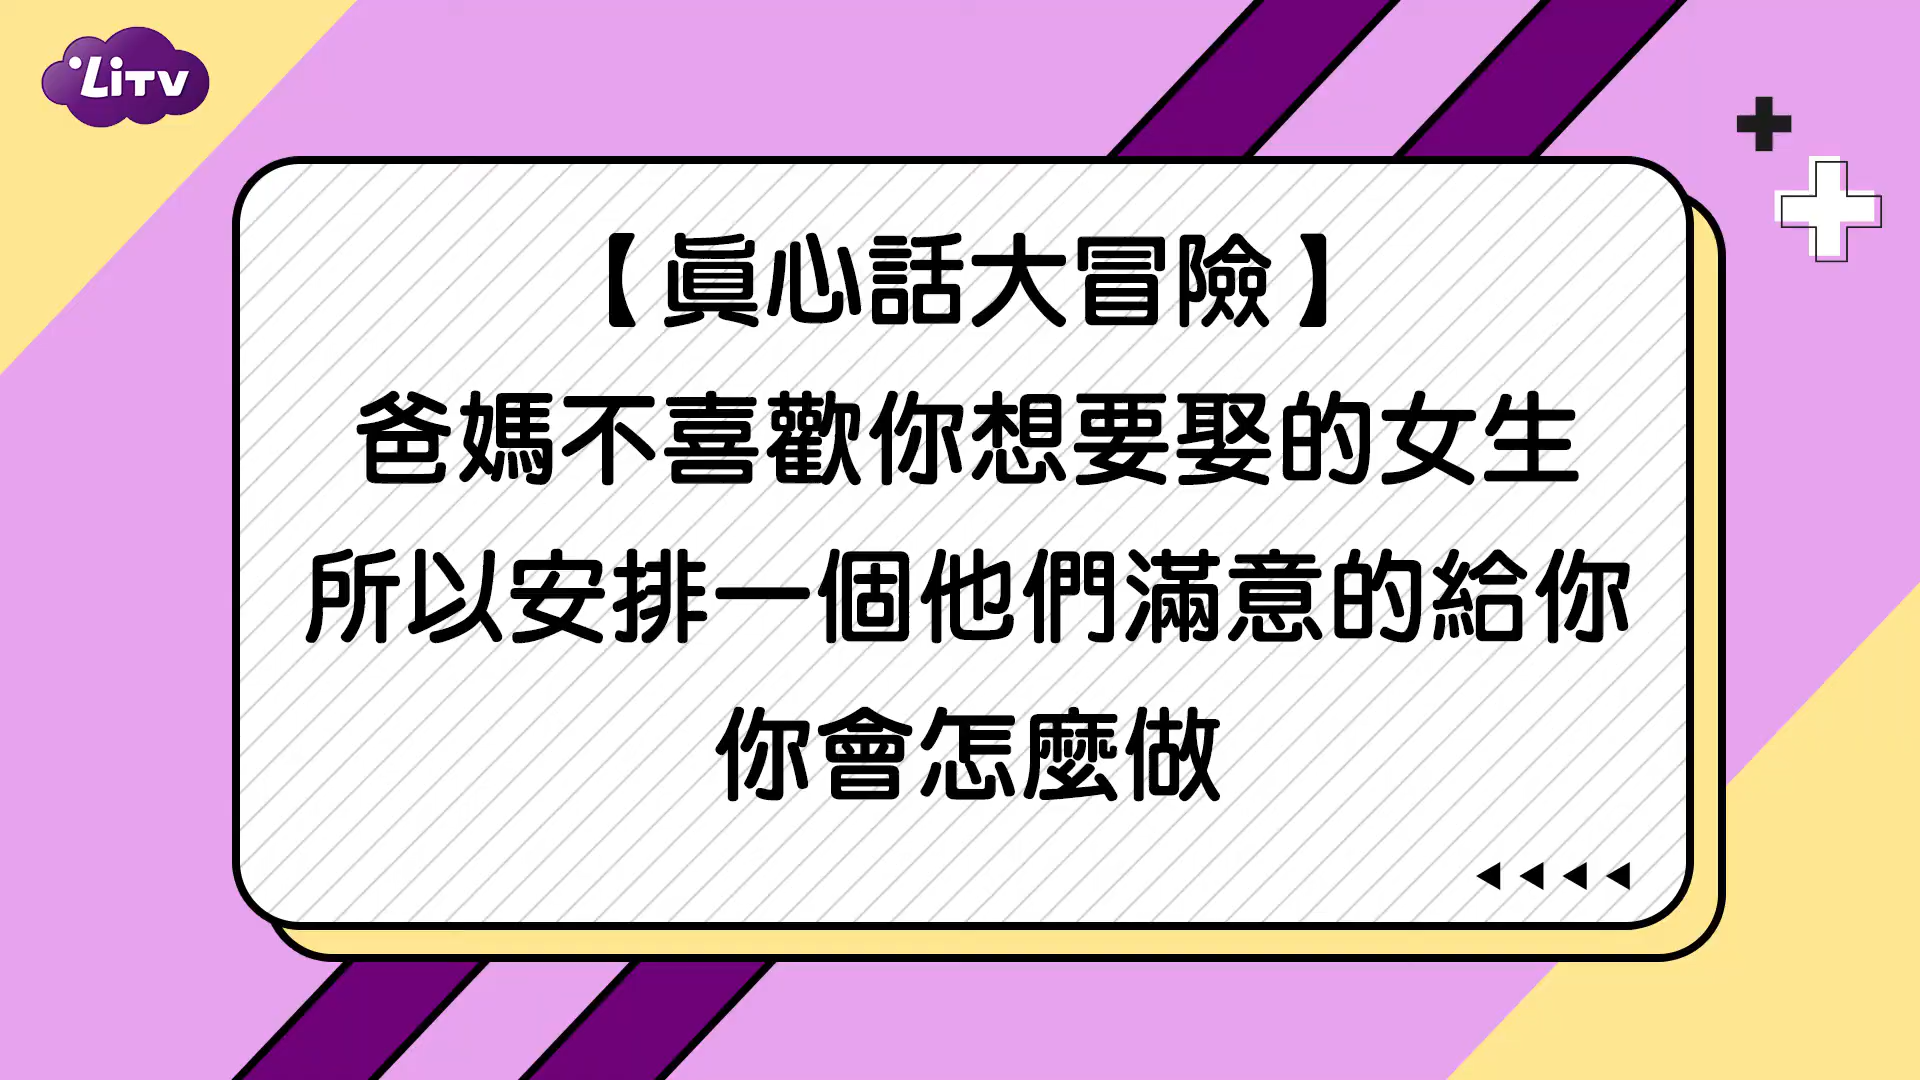 LiTV
【眞心話大冒險】
爸媽不喜歡你想要娶的女生
所以安排一個他們滿意的給你
你會怎麼做